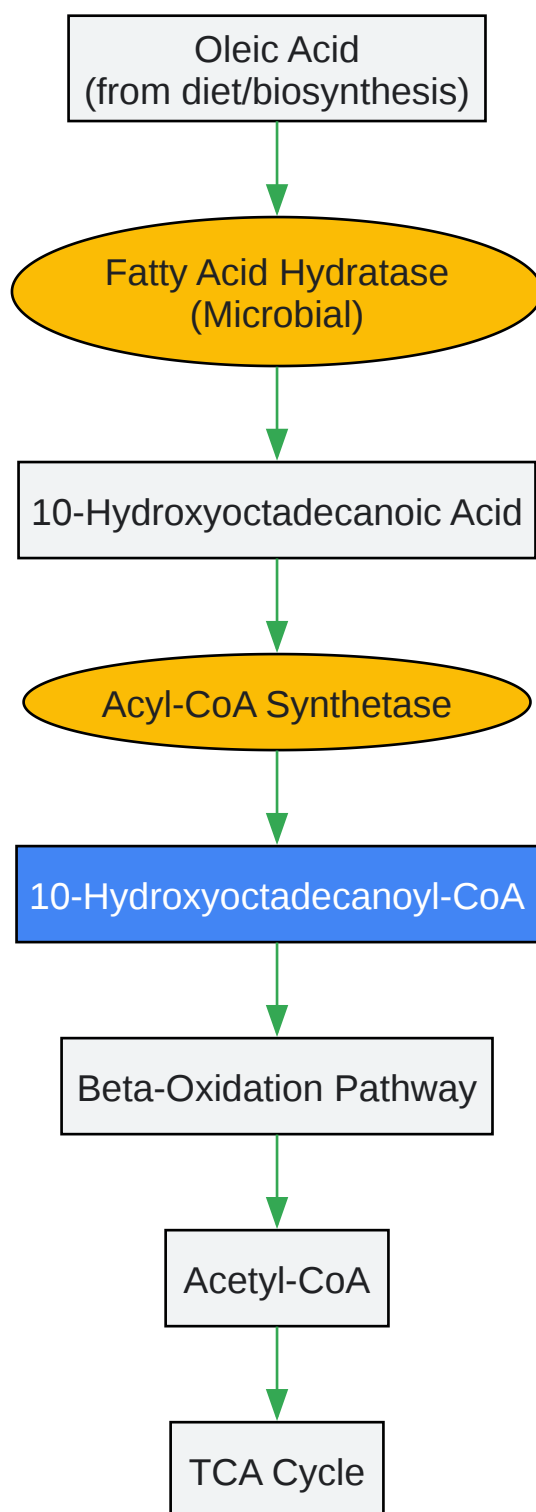 Oleic Acid
(from diet/biosynthesis)
Fatty Acid Hydratase
(Microbial)
10-Hydroxyoctadecanoic Acid
Acyl-CoA Synthetase
10-Hydroxyoctadecanoyl-CoA
Beta-Oxidation Pathway
Acetyl-CoA
TCA Cycle